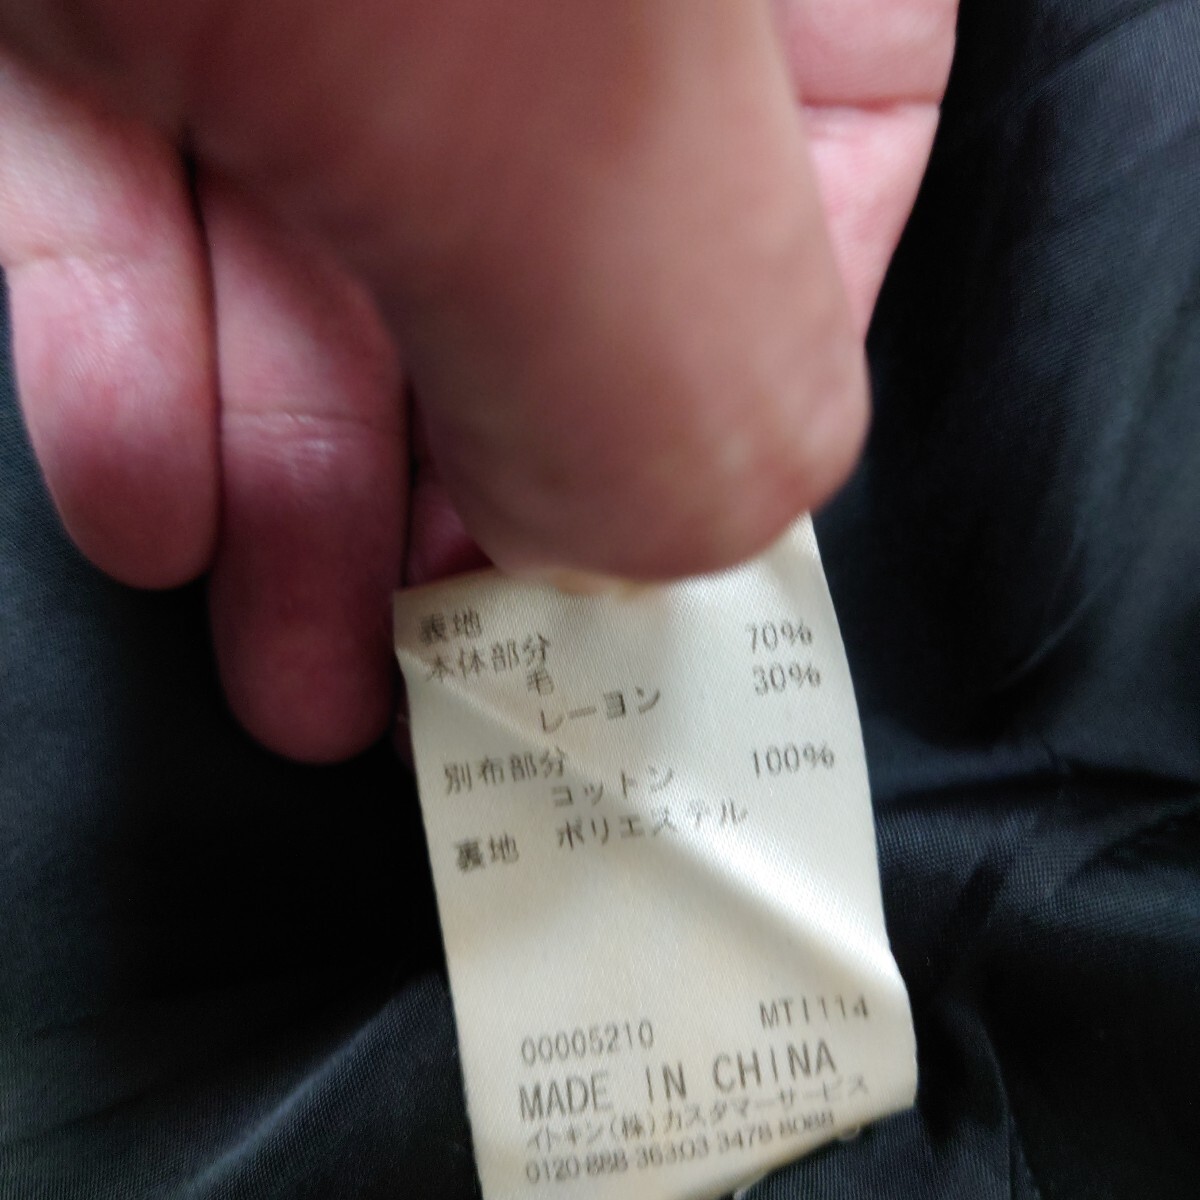 表地
本体部分
毛 70%
レーヨン 30%
別布部分
コットン 100%
裏地 ポリエステル
00005210 MTI114
MADE IN CHINA
イトキン(株)カスタマーサービス
0120-888-363 03 3478 8088